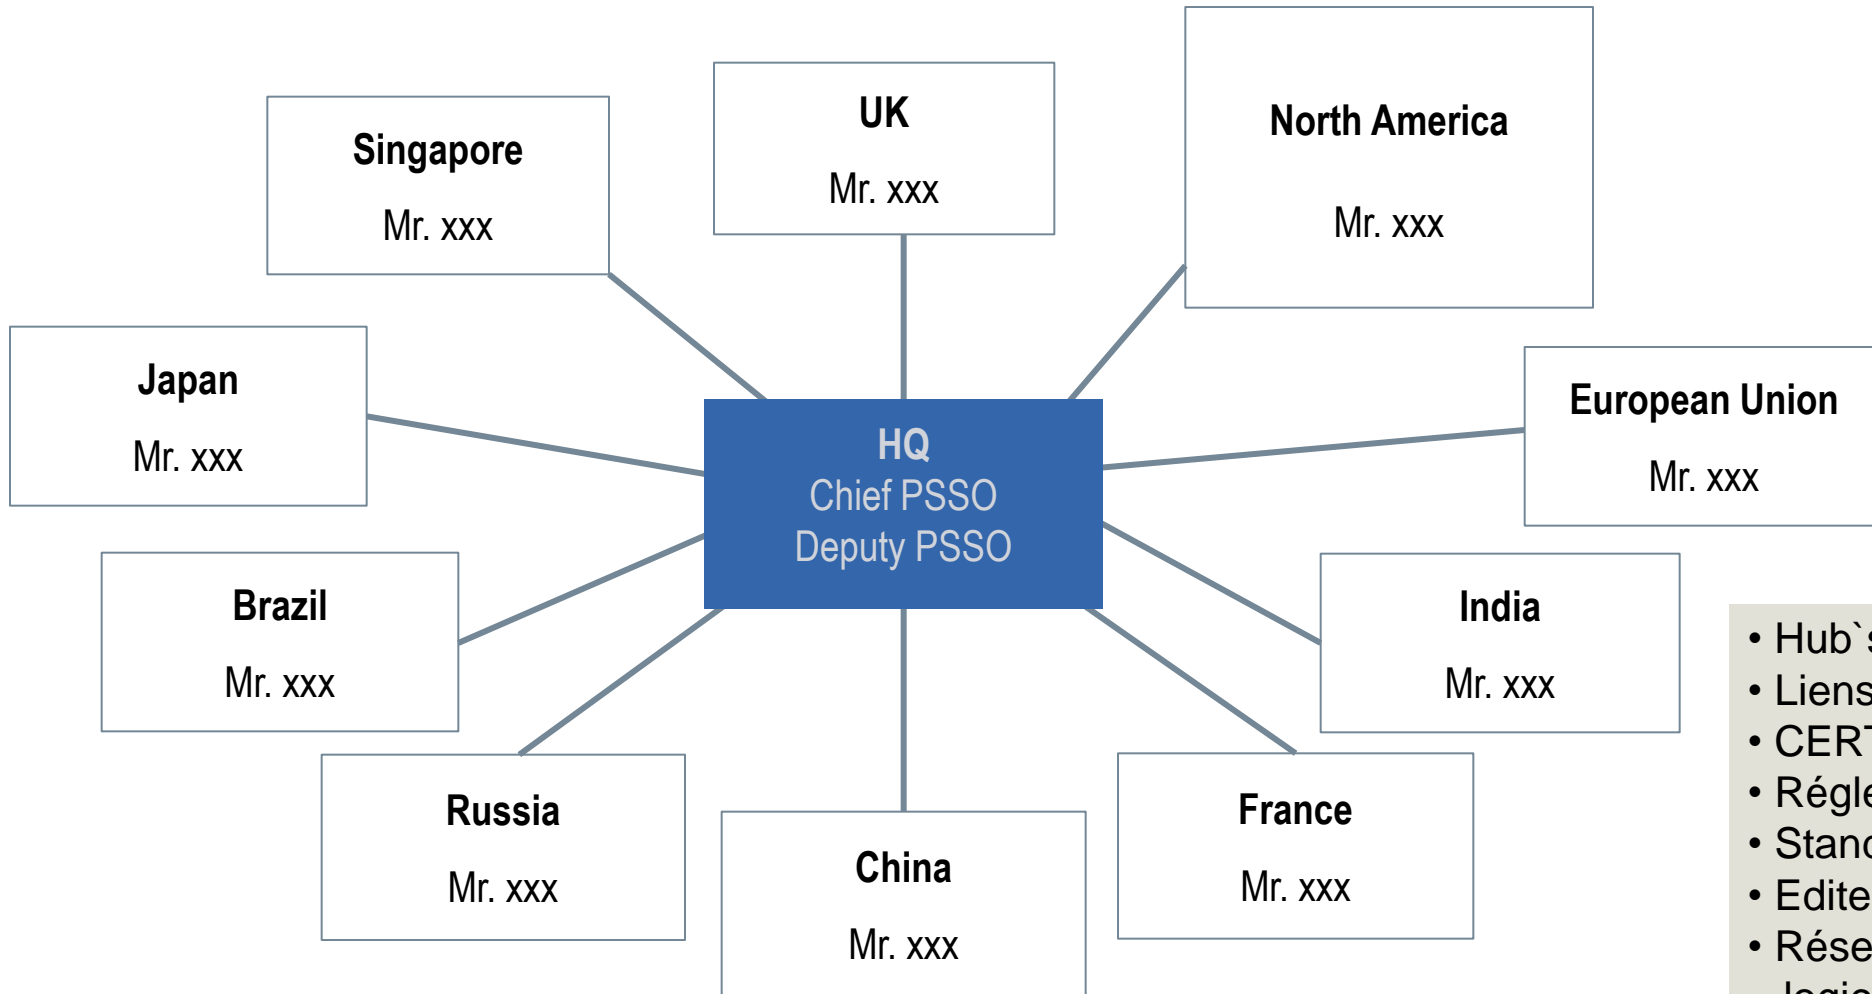 UK
Mr. xxx
North America
Mr. xxx
Singapore
Mr. xxx
Japan
Mr. xxx
European Union
Mr. xxx
HQ
Chief PSSO
Deputy PSSO
Brazil
Mr. xxx
India
Mr. xxx
Russia
Mr. xxx
China
Mr. xxx
France
Mr. xxx
• Hub`s
• Liens
• CERT
• Régle
• Stand
• Edite
• Rése